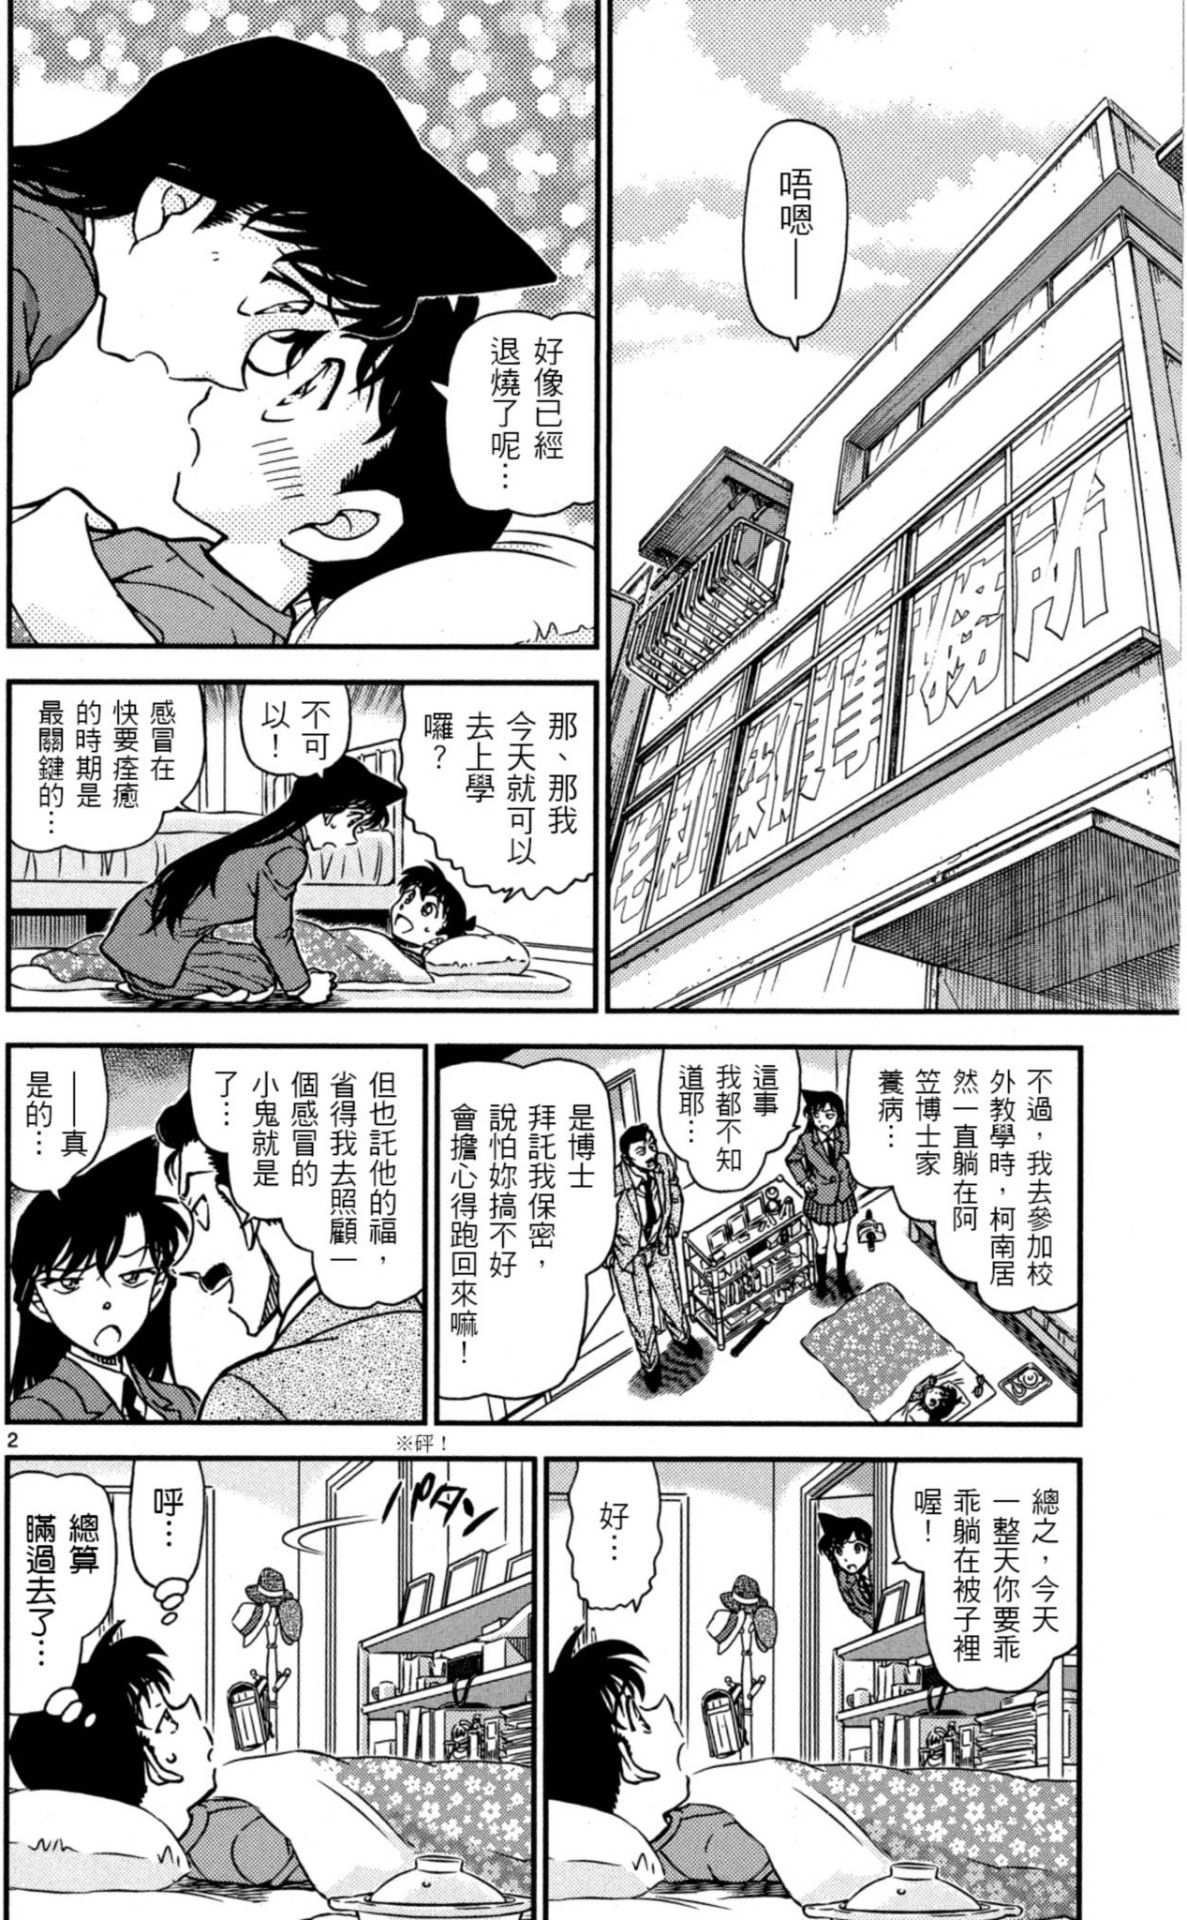 唔嗯——
毛利偵探事務所
好像已經
退燒了呢…
那、那我
今天就可以
去上學
囉？
不可
以！
感冒在
快要痊癒
的時期是
最關鍵的…
不過，我去參加校
外教學時，柯南居
然一直躺在阿
笠博士家
養病…
這事
我都不知
道耶…
是博士
拜託我保密，
說怕妳搞不好
會擔心得跑回來嘛！
但也託他的福，
省得我去照顧一
個感冒的
小鬼就是
了…
——真
是的…
2
總之，今天
一整天你要乖
乖躺在被子裡
喔！
好…
※砰！
パタン
呼…
總算
瞞過去了…